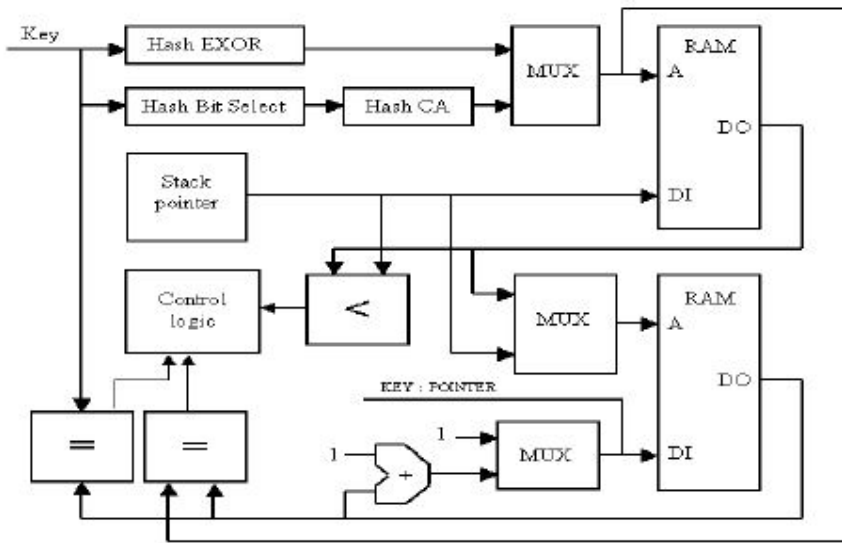 Key
Hash EXOR
MUX
RAM
A
Hash Bit Select
Hash CA
DO
Stack
pointer
DI
Control
logic
<
MUX
RAM
A
DO
KEY : POINTER
=
=
1
+
1
MUX
DI